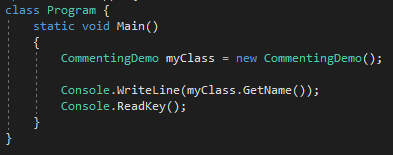 class Program {
    static void Main()
    {
        CommentingDemo myClass = new CommentingDemo();

        Console.WriteLine(myClass.GetName());
        Console.ReadKey();
    }
}